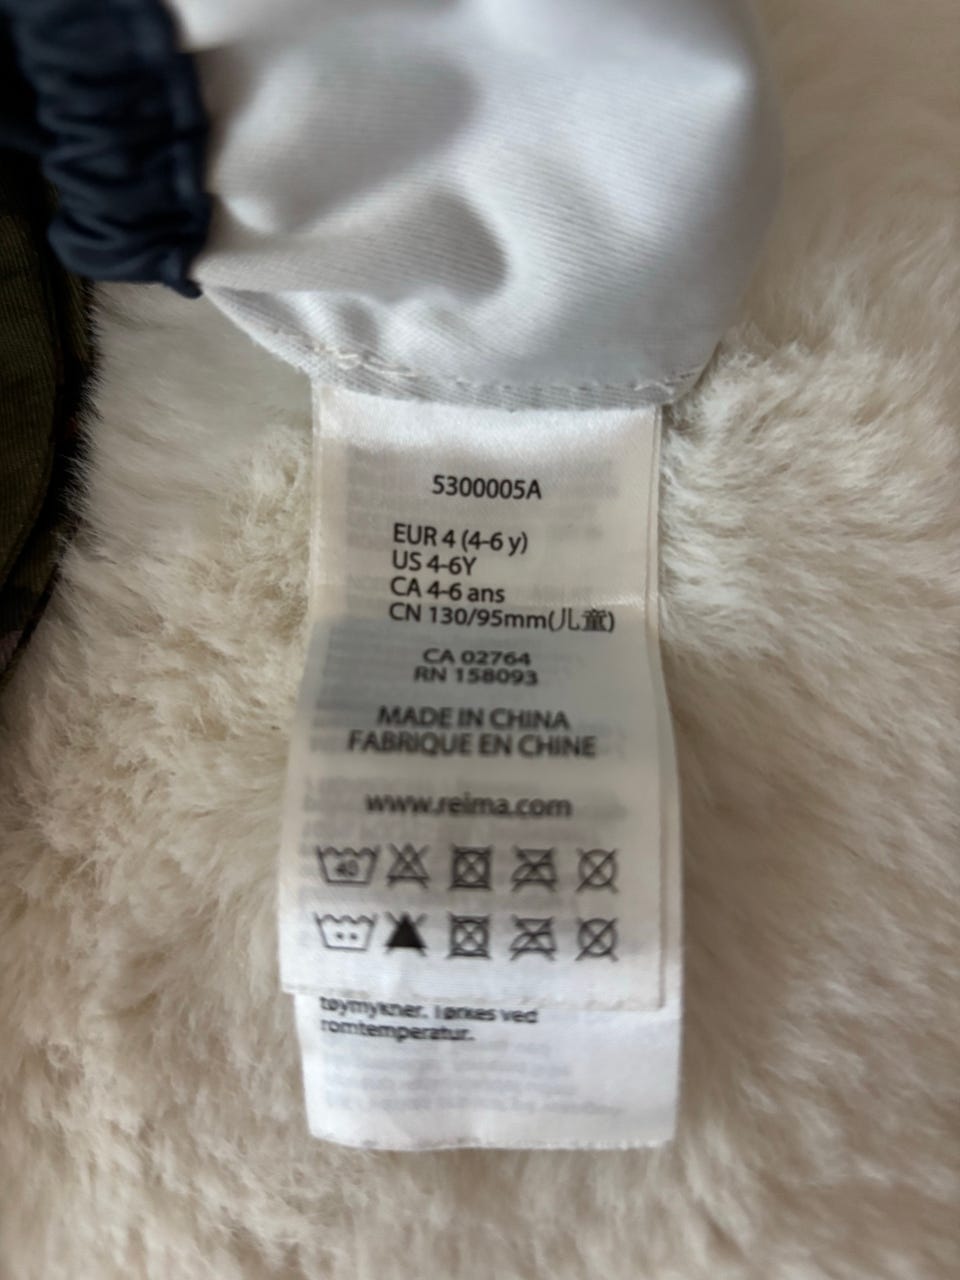 5300005A
EUR 4 (4-6 y)
US 4-6Y
CA 4-6 ans
CN 130/95mm(儿童)
CA 02764
RN 158093
MADE IN CHINA
FABRIQUE EN CHINE
www.reima.com
40
tøymykner. Tørkes ved
romtemperatur.